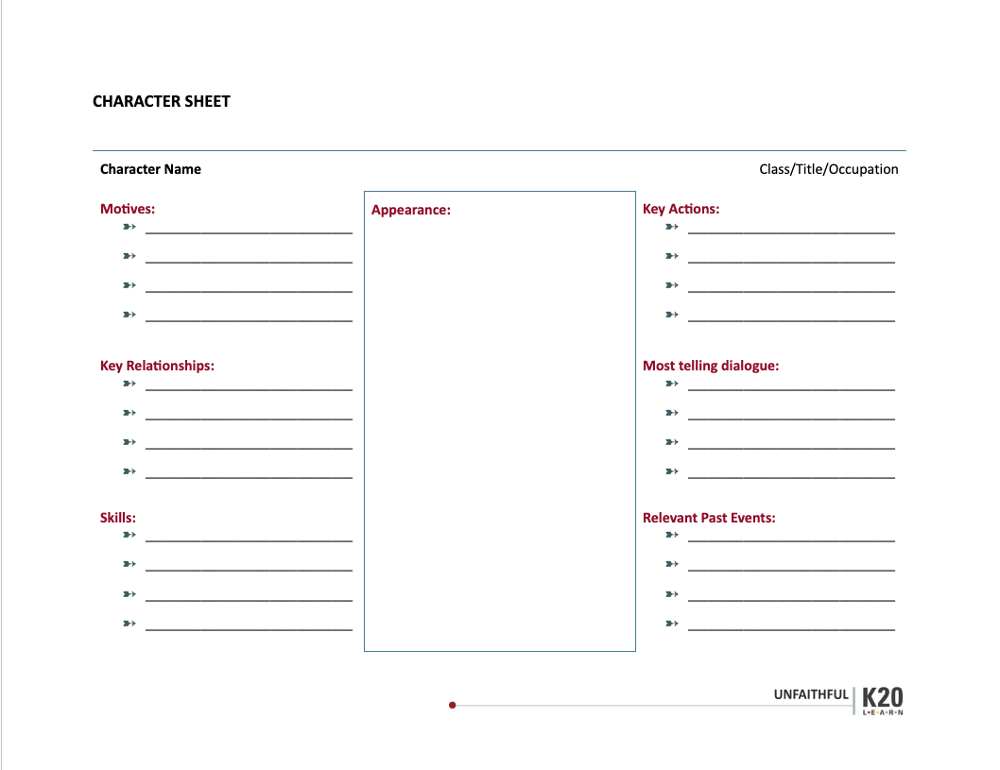 CHARACTER SHEET
Character Name
Class/Title/Occupation
Motives:
Appearance:
Key Actions:
Key Relationships:
Most telling dialogue:
Skills:
Relevant Past Events:
UNFAITHFUL
K20
L•E•A•R•N